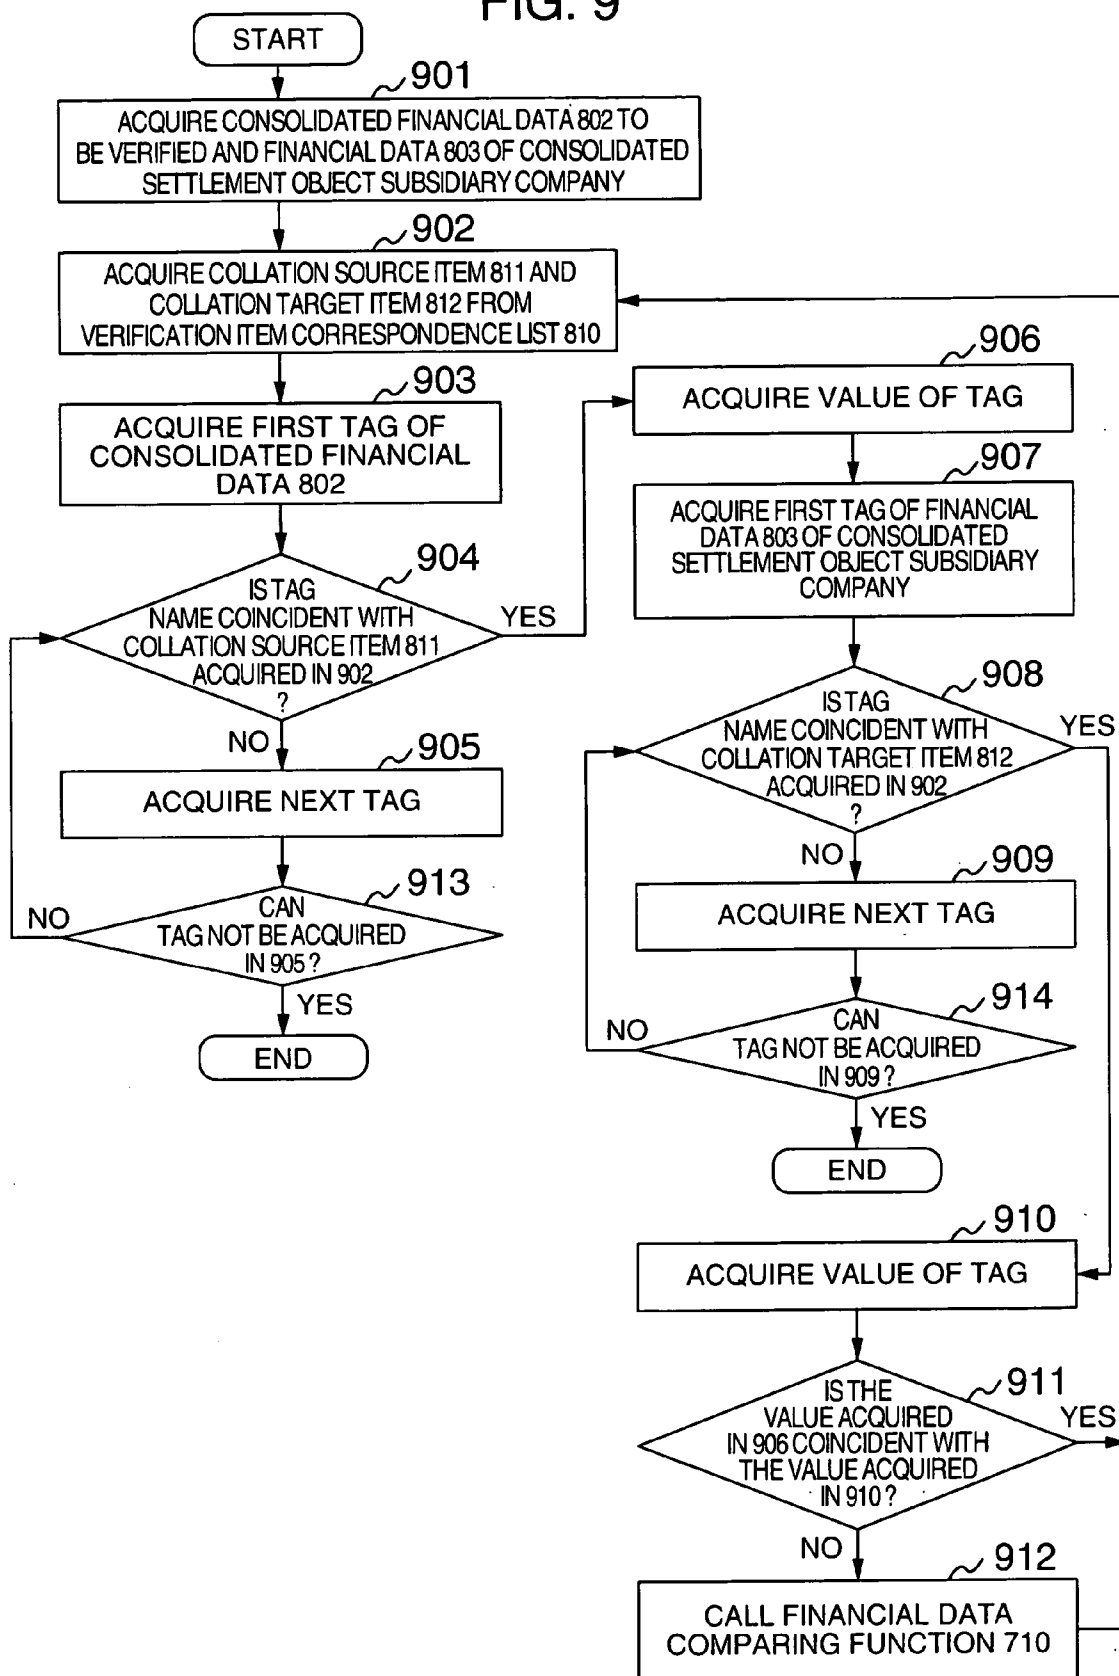 FIG. 9
START
901
ACQUIRE CONSOLIDATED FINANCIAL DATA 802 TO
BE VERIFIED AND FINANCIAL DATA 803 OF CONSOLIDATED
SETTLEMENT OBJECT SUBSIDIARY COMPANY
902
ACQUIRE COLLATION SOURCE ITEM 811 AND
COLLATION TARGET ITEM 812 FROM
VERIFICATION ITEM CORRESPONDENCE LIST 810
903
ACQUIRE FIRST TAG OF
CONSOLIDATED FINANCIAL
DATA 802
904
IS TAG
NAME COINCIDENT WITH
COLLATION SOURCE ITEM 811
ACQUIRED IN 902
?
YES
NO
905
ACQUIRE NEXT TAG
913
CAN
TAG NOT BE ACQUIRED
IN 905 ?
NO
YES
END
906
ACQUIRE VALUE OF TAG
907
ACQUIRE FIRST TAG OF FINANCIAL
DATA 803 OF CONSOLIDATED
SETTLEMENT OBJECT SUBSIDIARY
COMPANY
908
IS TAG
NAME COINCIDENT WITH
COLLATION TARGET ITEM 812
ACQUIRED IN 902
?
YES
NO
909
ACQUIRE NEXT TAG
914
CAN
TAG NOT BE ACQUIRED
IN 909 ?
NO
YES
END
910
ACQUIRE VALUE OF TAG
911
IS THE
VALUE ACQUIRED
IN 906 COINCIDENT WITH
THE VALUE ACQUIRED
IN 910 ?
YES
NO
912
CALL FINANCIAL DATA
COMPARING FUNCTION 710